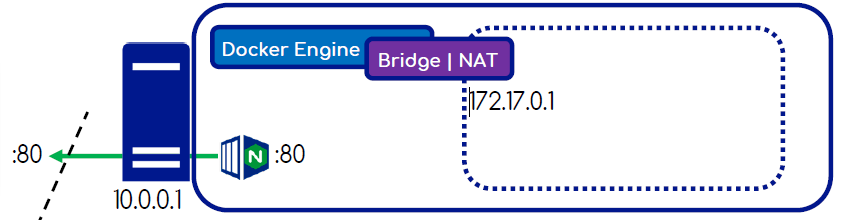 Docker Engine
Bridge | NAT
172.17.0.1
:80
N
:80
10.0.0.1